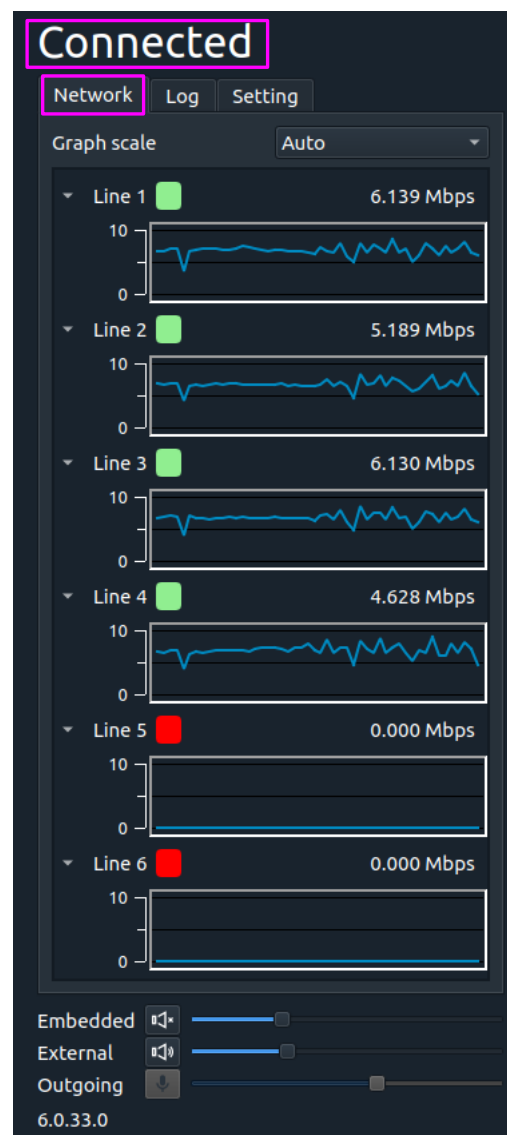 Connected
Network Log Setting
Graph scale Auto
Line 1 6.139 Mbps
10
0
Line 2 5.189 Mbps
10
0
Line 3 6.130 Mbps
10
0
Line 4 4.628 Mbps
10
0
Line 5 0.000 Mbps
10
0
Line 6 0.000 Mbps
10
0
Embedded
External
Outgoing
6.0.33.0